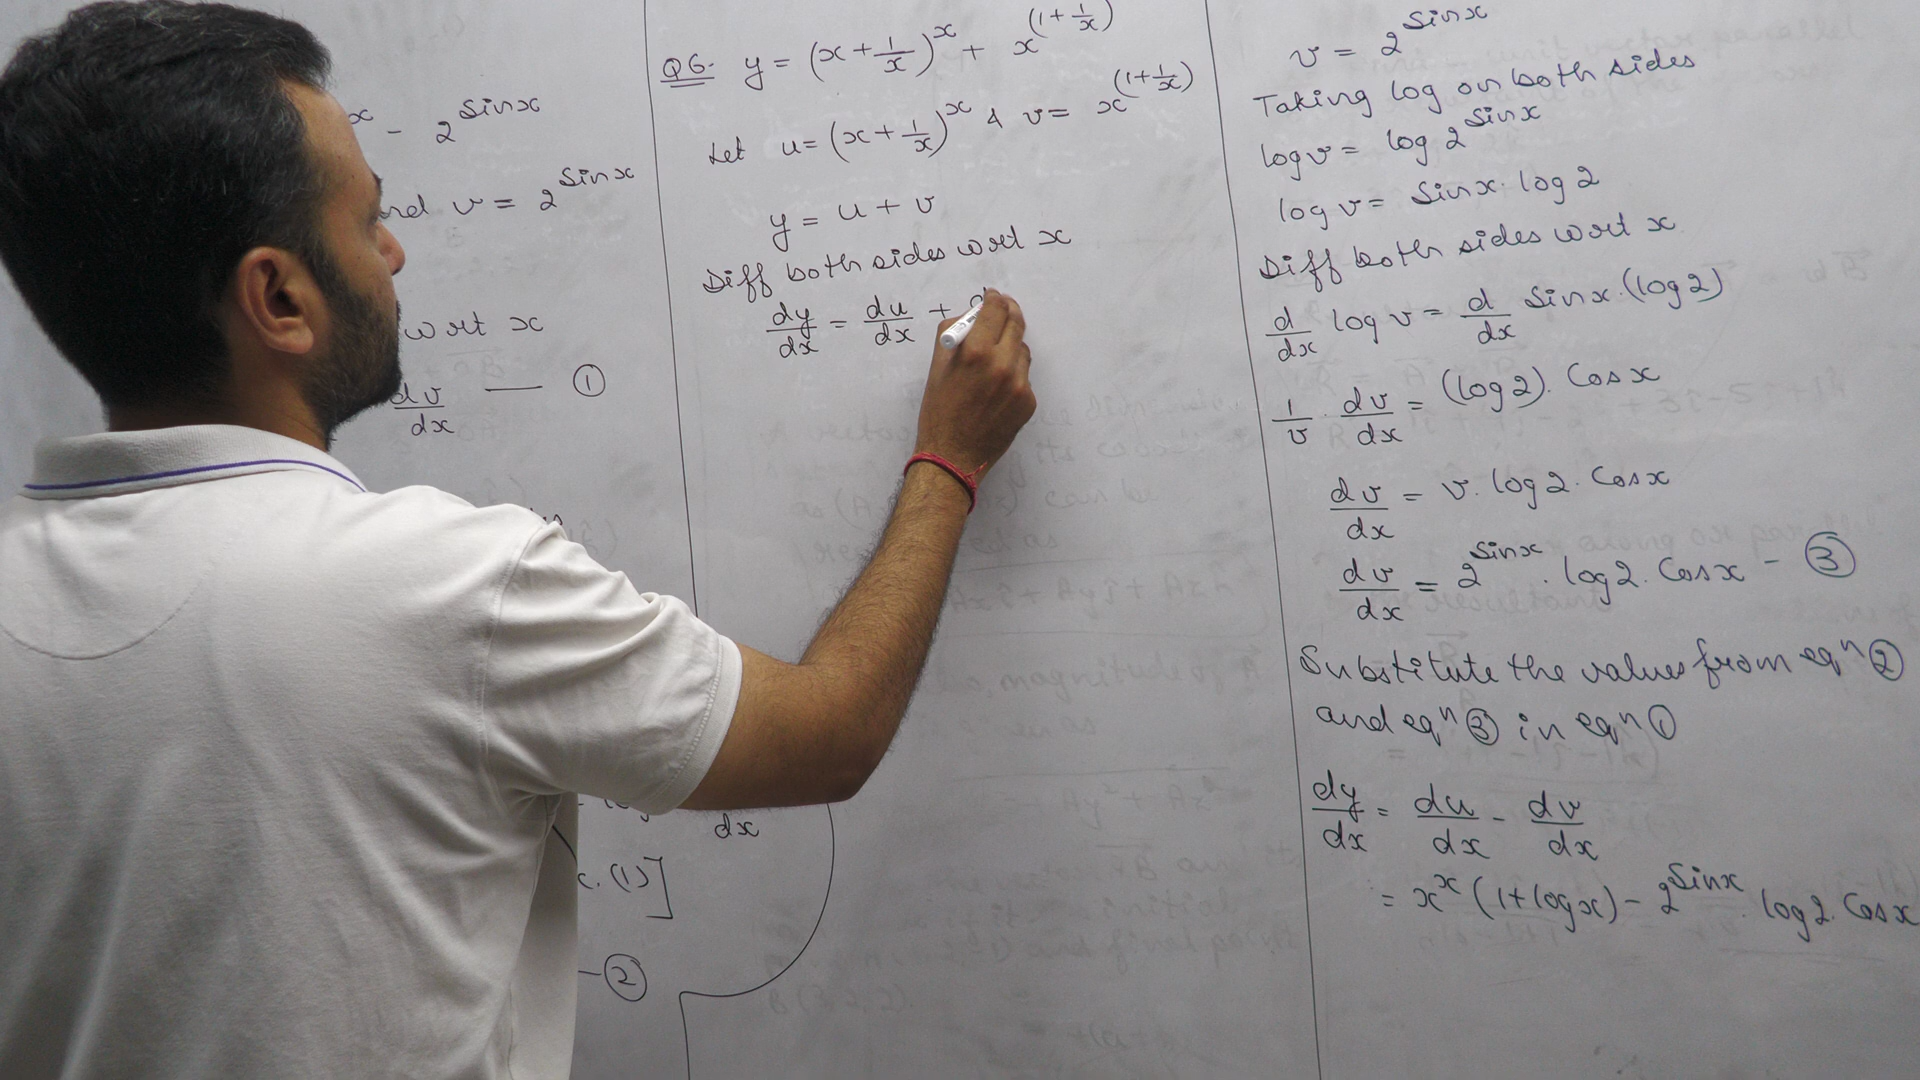 x - 2^sinx
and v = 2^sinx
wrt x
dv/dx — ①
dx
x. (1)]
- ②
Q6. y = (x + 1/x)^x + x^(1 + 1/x)
Let u = (x + 1/x)^x & v = x^(1 + 1/x)
y = u + v
Diff both sides wrt x
dy/dx = du/dx + d
v = 2^sinx
Taking log on both sides
log v = log 2^sinx
log v = Sinx. log 2
Diff both sides wrt x
d/dx log v = d/dx Sinx. (log 2)
1/v . dv/dx = (log 2). Cos x
dv/dx = v. log 2. Cos x
dv/dx = 2^sinx . log 2. Cos x - ③
Substitute the values from eqⁿ ②
and eqⁿ ③ in eqⁿ ①
dy/dx = du/dx - dv/dx
= x^x (1 + log x) - 2^sinx . log 2. Cos x